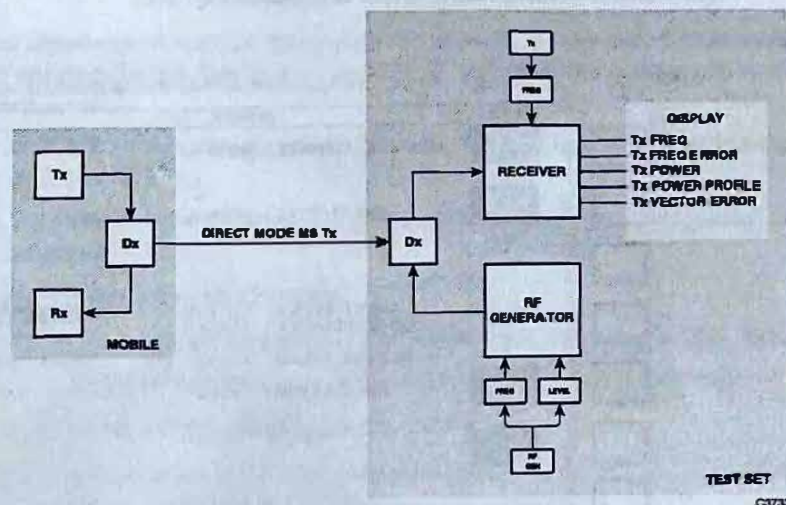 Tx
FREQ
DISPLAY
RECEIVER
Tx FREQ
Tx FREQ ERROR
Tx POWER
Tx POWER PROFILE
Tx VECTOR ERROR
Tx
Dx
DIRECT MODE MS Tx
Dx
Rx
MOBILE
RF
GENERATOR
FREQ
LEVEL
RF
GEN
TEST SET